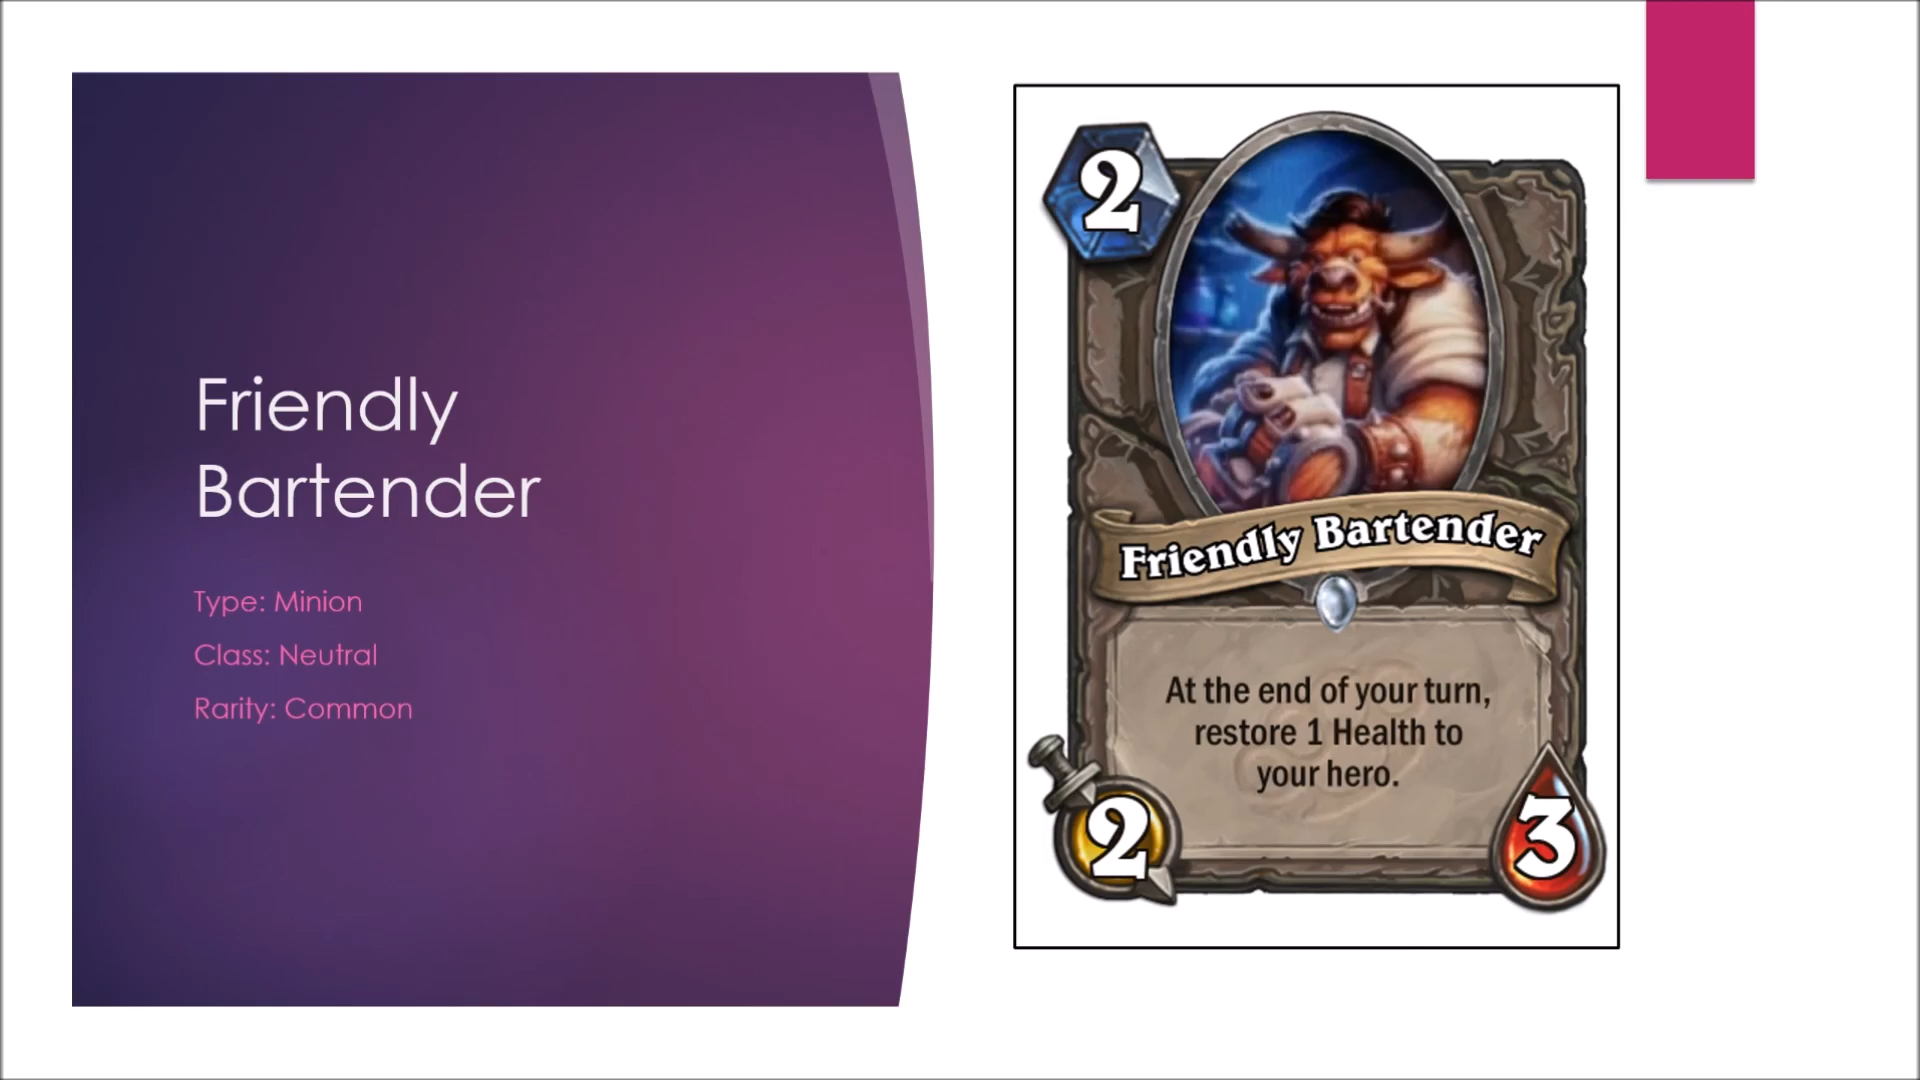 Friendly
Bartender
Type: Minion
Class: Neutral
Rarity: Common
2
Friendly Bartender
At the end of your turn,
restore 1 Health to
your hero.
2
3